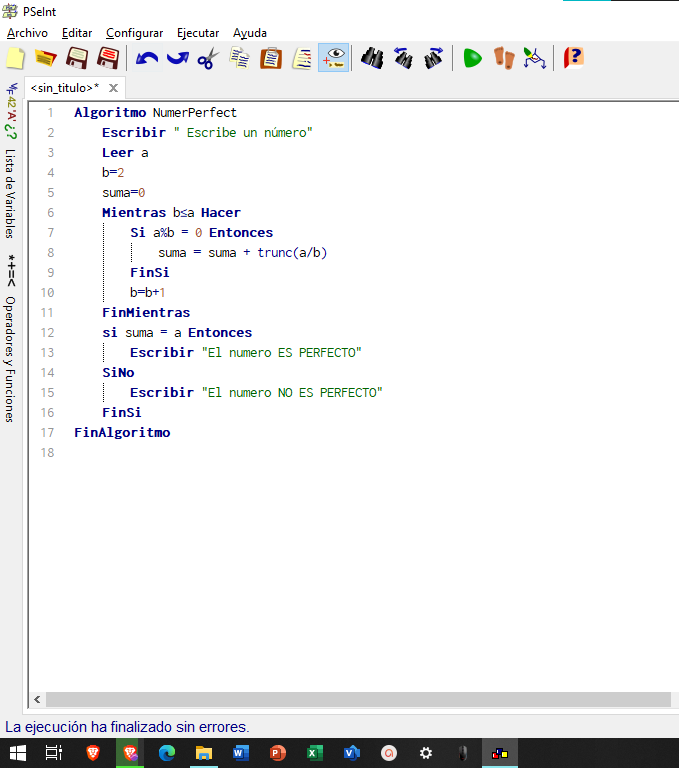 PSeInt
Archivo Editar Configurar Ejecutar Ayuda
<sin_titulo>* X
1 Algoritmo NumerPerfect
2 Escribir " Escribe un número"
3 Leer a
4 b=2
5 suma=0
6 Mientras b≤a Hacer
7 Si a%b = 0 Entonces
8 suma = suma + trunc(a/b)
9 FinSi
10 b=b+1
11 FinMientras
12 si suma = a Entonces
13 Escribir "El numero ES PERFECTO"
14 SiNo
15 Escribir "El numero NO ES PERFECTO"
16 FinSi
17 FinAlgoritmo
18
42 'A' ¿?
Lista de Variables
*+=<
Operadores y Funciones
La ejecución ha finalizado sin errores.